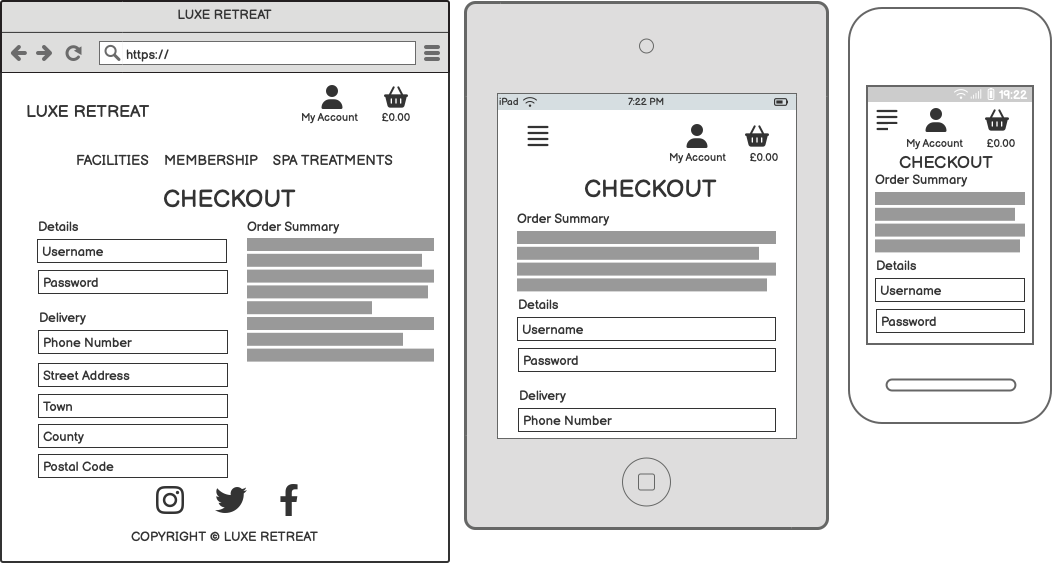 LUXE RETREAT
https://
LUXE RETREAT
My Account £0.00
FACILITIES MEMBERSHIP SPA TREATMENTS
CHECKOUT
Details
Username
Password
Delivery
Phone Number
Street Address
Town
County
Postal Code
Order Summary
COPYRIGHT © LUXE RETREAT
iPad 7:22 PM
My Account £0.00
CHECKOUT
Order Summary
Details
Username
Password
Delivery
Phone Number
19:22
My Account £0.00
CHECKOUT
Order Summary
Details
Username
Password